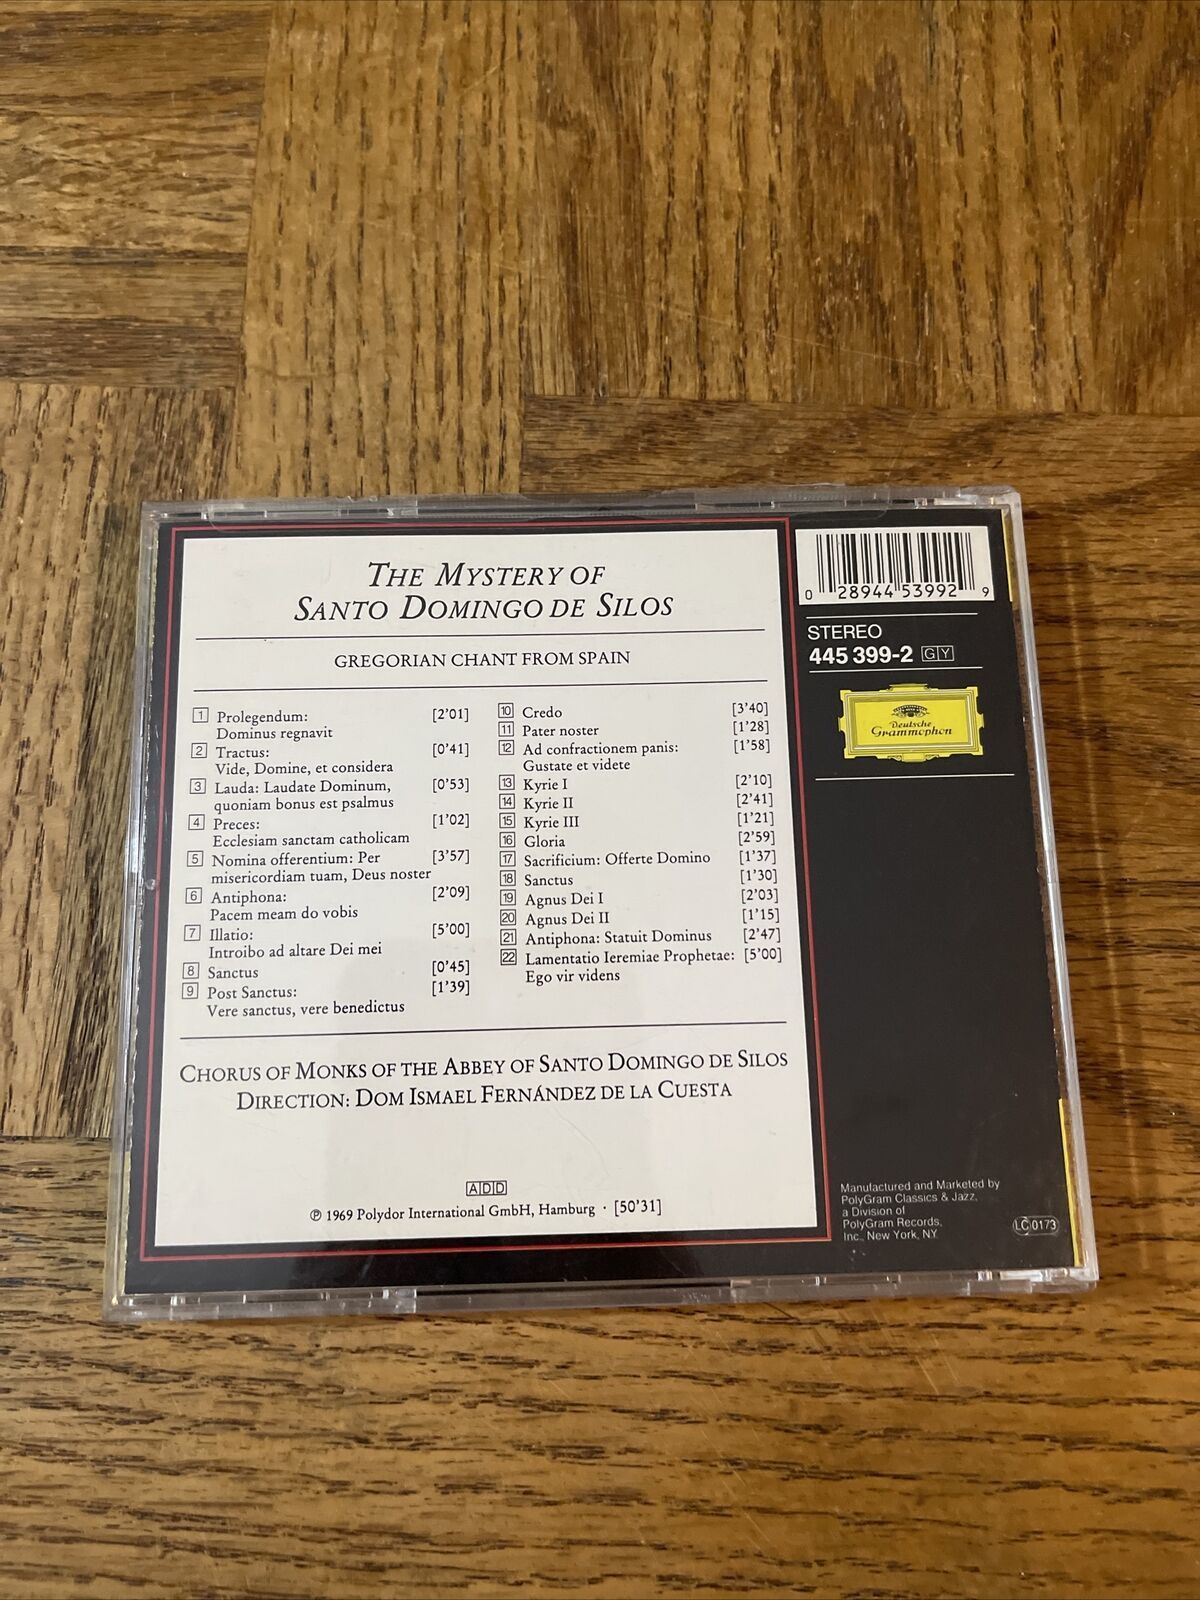 THE MYSTERY OF
SANTO DOMINGO DE SILOS
GREGORIAN CHANT FROM SPAIN
1 Prolegendum: [2'01]
Dominus regnavit
2 Tractus: [0'41]
Vide, Domine, et considera
3 Lauda: Laudate Dominum, [0'53]
quoniam bonus est psalmus
4 Preces: [1'02]
Ecclesiam sanctam catholicam
5 Nomina offerentium: Per [3'57]
misericordiam tuam, Deus noster
6 Antiphona: [2'09]
Pacem meam do vobis
7 Illatio: [5'00]
Introibo ad altare Dei mei
8 Sanctus [0'45]
9 Post Sanctus: [1'39]
Vere sanctus, vere benedictus
10 Credo [3'40]
11 Pater noster [1'28]
12 Ad confractionem panis: [1'58]
Gustate et videte
13 Kyrie I [2'10]
14 Kyrie II [2'41]
15 Kyrie III [1'21]
16 Gloria [2'59]
17 Sacrificium: Offerte Domino [1'37]
18 Sanctus [1'30]
19 Agnus Dei I [2'03]
20 Agnus Dei II [1'15]
21 Antiphona: Statuit Dominus [2'47]
22 Lamentatio Ieremiae Prophetae: [5'00]
Ego vir videns
CHORUS OF MONKS OF THE ABBEY OF SANTO DOMINGO DE SILOS
DIRECTION: DOM ISMAEL FERNÁNDEZ DE LA CUESTA
ADD
℗ 1969 Polydor International GmbH, Hamburg · [50'31]
0 28944 53992 9
STEREO
445 399-2 GY
Deutsche
Grammophon
Manufactured and Marketed by
PolyGram Classics & Jazz,
a Division of
PolyGram Records,
Inc., New York, NY
LC 0173